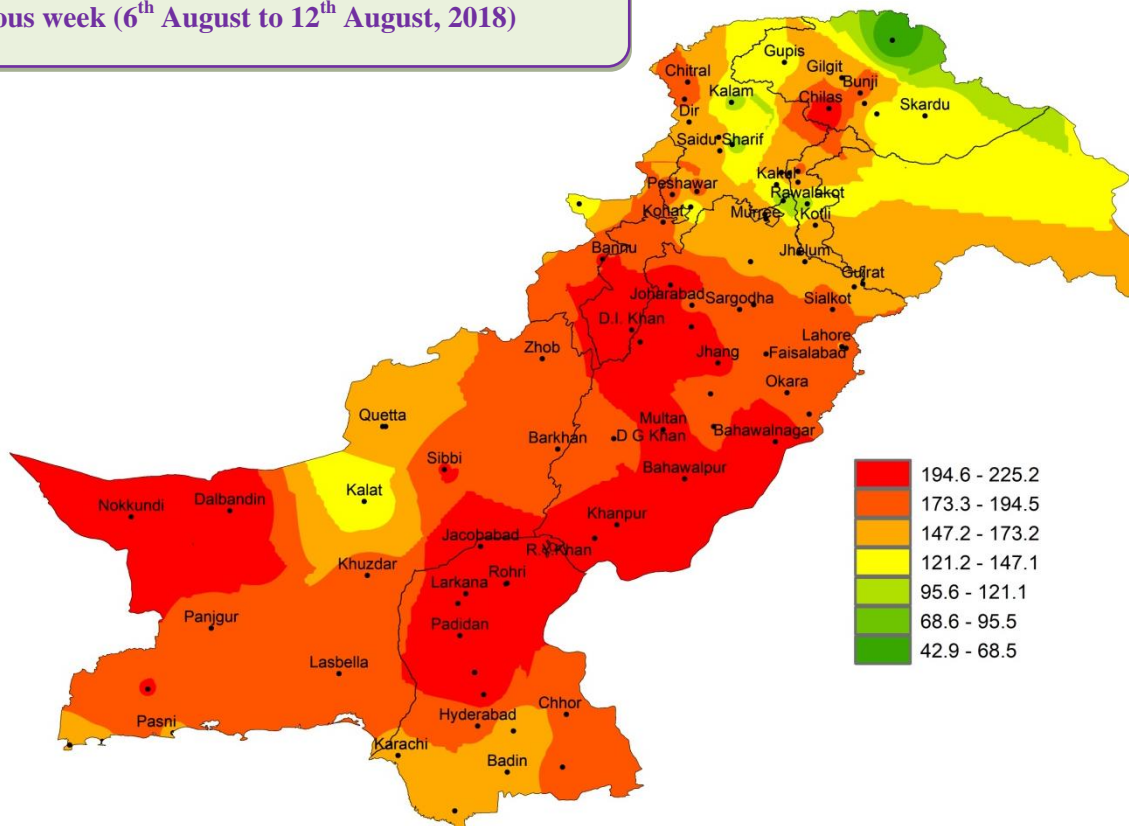 ous week (6th August to 12th August, 2018)
Gupis
Chitral
Gilgit
Bunji
Kalam
Chilas
Skardu
Dir
Saidu Sharif
Kakul
Peshawar
Rawalakot
Kohat
Murree
Kotli
Bannu
Jhelum
Gujrat
Joharabad
Sargodha
Sialkot
D.I. Khan
Lahore
Zhob
Jhang
Faisalabad
Okara
Quetta
Multan
Barkhan
D G Khan
Bahawalnagar
Sibbi
Bahawalpur
Kalat
Nokkundi
Dalbandin
Khanpur
Jacobabad
R.Y.Khan
Khuzdar
Rohri
Larkana
Panjgur
Padidan
Lasbella
Chhor
Pasni
Hyderabad
Karachi
Badin
194.6 - 225.2
173.3 - 194.5
147.2 - 173.2
121.2 - 147.1
95.6 - 121.1
68.6 - 95.5
42.9 - 68.5